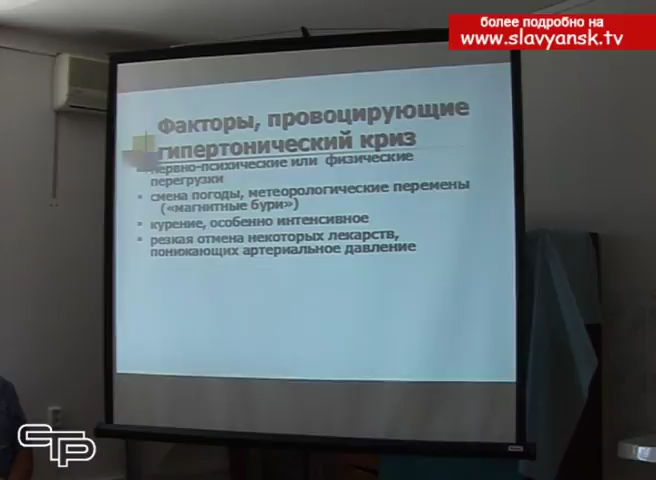 более подробно на
www.slavyansk.tv
Факторы, провоцирующие
гипертонический криз
нервно-психические или физические
перегрузки
смена погоды, метеорологические перемены
(«магнитные бури»)
курение, особенно интенсивное
резкая отмена некоторых лекарств,
понижающих артериальное давление
СТР